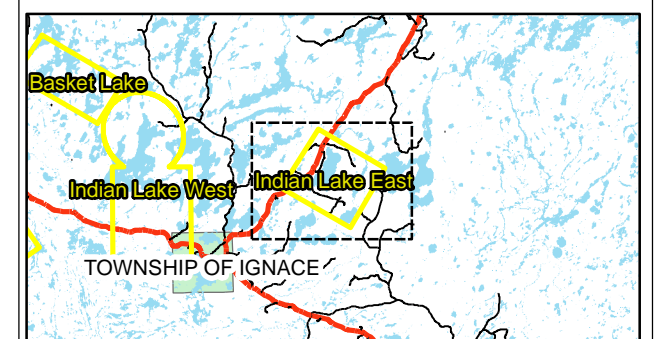 Basket Lake
Indian Lake West
Indian Lake East
TOWNSHIP OF IGNACE